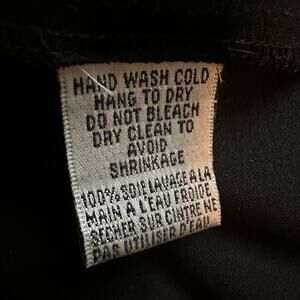 HAND WASH COLD
HANG TO DRY
DO NOT BLEACH
DRY CLEAN TO
AVOID
SHRINKAGE
100% SOIE LAVAGE A LA
MAIN A L'EAU FROIDE.
SECHER SUR CINTRE NE
PAS UTILISER D'EAU